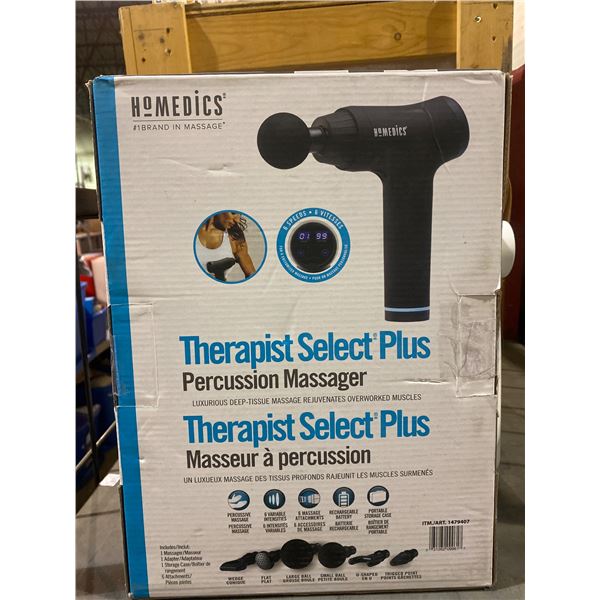 HoMEDiCS®
#1 BRAND IN MASSAGE*
HoMEDiCS
6 SPEEDS • 6 VITESSES
01 99
Therapist Select® Plus
Percussion Massager
LUXURIOUS DEEP-TISSUE MASSAGE REJUVENATES OVERWORKED MUSCLES
Therapist Select® Plus
Masseur à percussion
UN LUXUEUX MASSAGE DES TISSUS PROFONDS RAJEUNIT LES MUSCLES SURMENÉS
PERCUSSIVE MASSAGE
PERCUSSIVE MASSAGE
6 VARIABLE INTENSITIES
6 INTENSITÉS VARIABLES
6 MASSAGE ATTACHMENTS
6 ACCESSOIRES DE MASSAGE
RECHARGEABLE BATTERY
BATTERIE RECHARGEABLE
PORTABLE STORAGE CASE
BOÎTIER DE RANGEMENT PORTABLE
ITM./ART. 1479407
Includes/Inclut:
1 Massager/Masseur
1 Adapter/Adaptateur
1 Storage Case/Boîtier de
rangement
6 Attachments/
Pièces jointes
WEDGE
CONIQUE
FLAT
PLAT
LARGE BALL
GROSSE BOULE
SMALL BALL
PETITE BOULE
U-SHAPED
EN U
TRIGGER POINT
POINTS GÂCHETTES